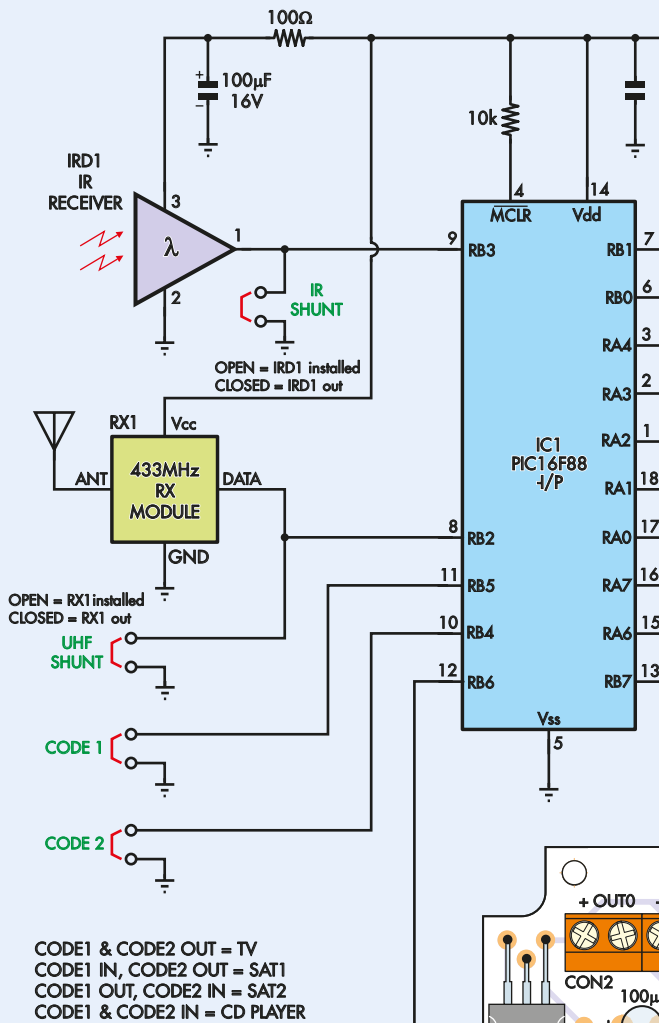 100Ω
+
100µF
–
16V
10k
IRD1
IR
RECEIVER
3
λ
1
2
4
14
MCLR
Vdd
9
RB3
RB1
7
IR
SHUNT
RB0
6
RA4
3
OPEN = IRD1 installed
CLOSED = IRD1 out
RA3
2
RX1
Vcc
RA2
1
IC1
PIC16F88
-I/P
ANT
433MHz
RX
MODULE
DATA
RA1
18
8
RB2
RA0
17
GND
11
RB5
RA7
16
OPEN = RX1installed
CLOSED = RX1 out
UHF
SHUNT
10
RB4
RA6
15
12
RB6
RB7
13
Vss
5
CODE 1
CODE 2
+ OUT0 -
CON2
100µ
CODE1 & CODE2 OUT = TV
CODE1 IN, CODE2 OUT = SAT1
CODE1 OUT, CODE2 IN = SAT2
CODE1 & CODE2 IN = CD PLAYER